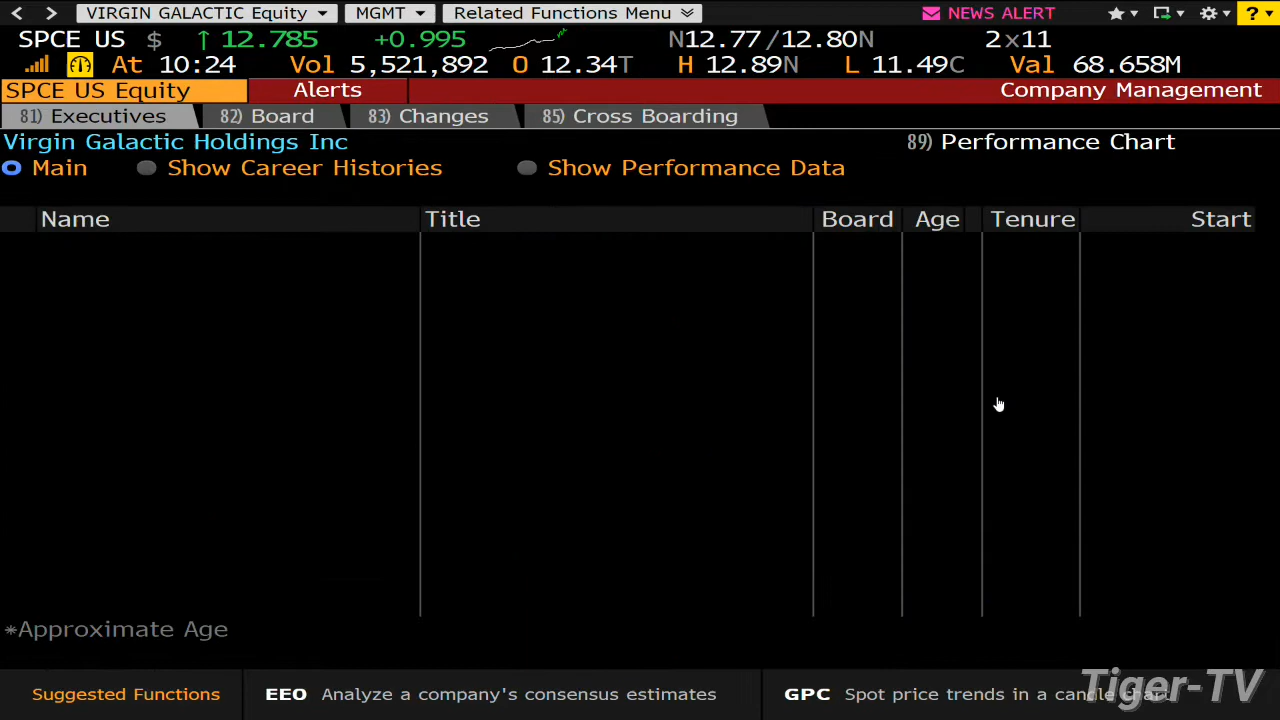 VIRGIN GALACTIC Equity MGMT Related Functions Menu NEWS ALERT ?
SPCE US $ ↑ 12.785 +0.995 N12.77/12.80N 2x11
At 10:24 Vol 5,521,892 O 12.34T H 12.89N L 11.49C Val 68.658M
SPCE US Equity Alerts Company Management
81) Executives 82) Board 83) Changes 85) Cross Boarding
Virgin Galactic Holdings Inc 89) Performance Chart
Main Show Career Histories Show Performance Data
Name Title Board Age Tenure Start
*Approximate Age
Suggested Functions EEO Analyze a company's consensus estimates GPC Spot price trends in a candle chart
Tiger-TV